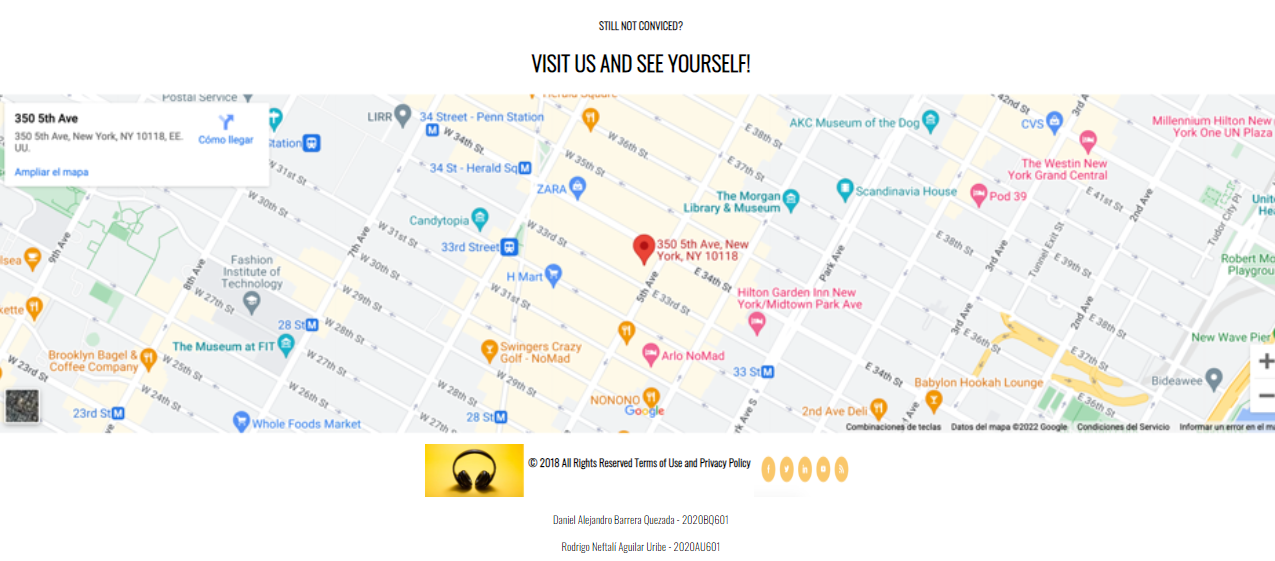 STILL NOT CONVICED?
VISIT US AND SEE YOURSELF!
350 5th Ave
350 5th Ave, New York, NY 10118, EE.
UU.
Cómo llegar
Ampliar el mapa
Postal Service
Herald Square
LIRR
34 Street - Penn Station
W 34th St
W 36th St
E 38th St
AKC Museum of the Dog
E 42nd St
3rd A
CVS
Millennium Hilton New
York One UN Plaza
Station
W 31st St
34 St - Herald Sq
W 35th St
E 37th St
The Westin New
York Grand Central
ZARA
The Morgan
Library & Museum
Scandinavia House
Pod 39
E 41st St
2nd Ave
Tudor City Pl
W 30th St
Candytopia
W 33rd St
W 31st St
33rd Street
350 5th Ave, New
York, NY 10118
E 38th St
9th Ave
7th Ave
8th Ave
Park Ave
3rd Ave
Tunnel Exit St
E 39th St
Fashion
Institute of
Technology
W 30th St
H Mart
5th Ave
E 34th St
W 27th St
W 29th St
W 31st St
E 33rd St
Hilton Garden Inn New
York/Midtown Park Ave
28 St
W 28th St
3rd Ave
2nd Ave
E 38th St
E 36th St
The Museum at FIT
Swingers Crazy
Golf - NoMad
Arlo NoMad
New Wave Pier
Brooklyn Bagel &
Coffee Company
W 23rd St
W 25th St
W 27th St
W 29th St
33 St
E 34th St
E 37th St
Babylon Hookah Lounge
Bideawee
W 24th St
W 28th St
NONONO
Google
2nd Ave Deli
E 36th St
23rd St
Whole Foods Market
W 27th St
28 St
Combinaciones de teclas Datos del mapa ©2022 Google Condiciones del Servicio Informar un error en el ma
© 2018 All Rights Reserved Terms of Use and Privacy Policy
Daniel Alejandro Barrera Quezada - 2020BQ601
Rodrigo Neftalí Aguilar Uribe - 2020AU601